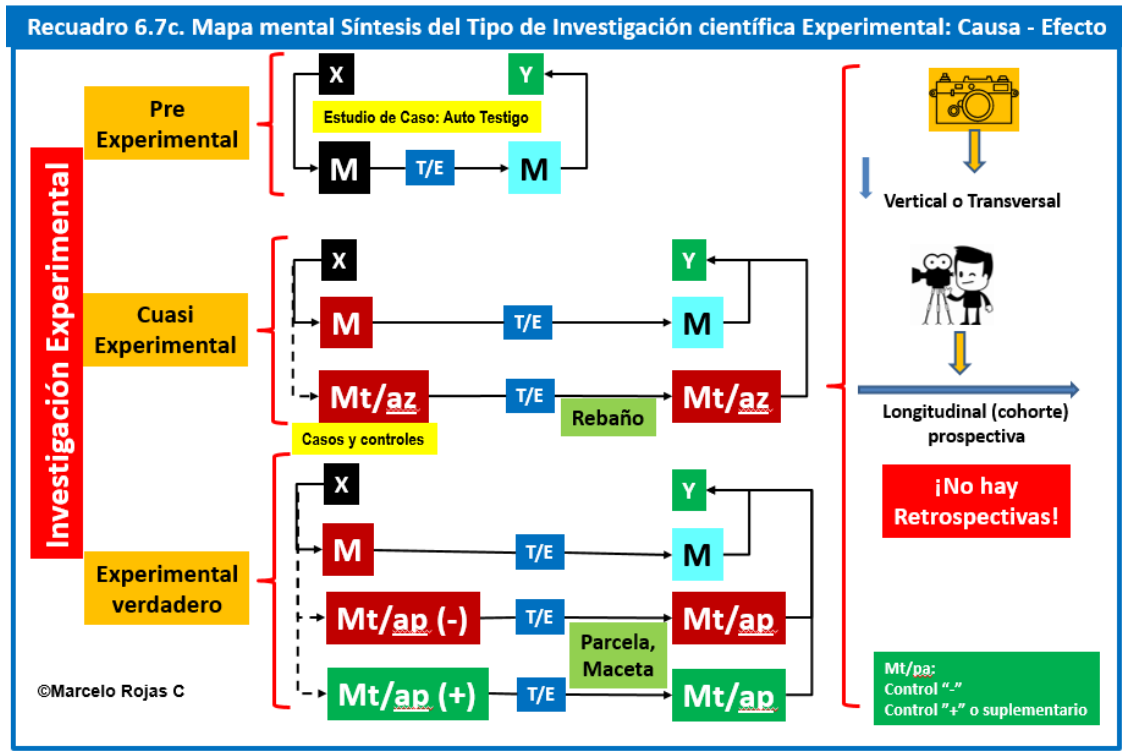 Recuadro 6.7c. Mapa mental Síntesis del Tipo de Investigación científica Experimental: Causa - Efecto
Investigación Experimental
Pre
Experimental
X
Y
Estudio de Caso: Auto Testigo
M
T/E
M
Cuasi
Experimental
X
Y
M
T/E
M
Mt/az
T/E
Mt/az
Rebaño
Casos y controles
Experimental
verdadero
X
Y
M
T/E
M
Mt/ap (-)
T/E
Mt/ap
Parcela,
Maceta
Mt/ap (+)
T/E
Mt/ap
Vertical o Transversal
Longitudinal (cohorte)
prospectiva
¡No hay
Retrospectivas!
Mt/pa:
Control “-”
Control ”+” o suplementario
©Marcelo Rojas C